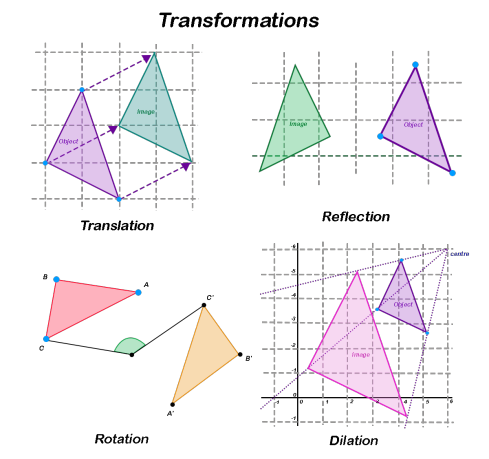 Transformations
Object
Image
Translation
Image
Object
Reflection
B
A
C
C'
B'
A'
Rotation
centre
Object
Image
-6
-5
-4
-3
-2
-1
0
-1
-1
0
1
2
3
4
5
6
Dilation